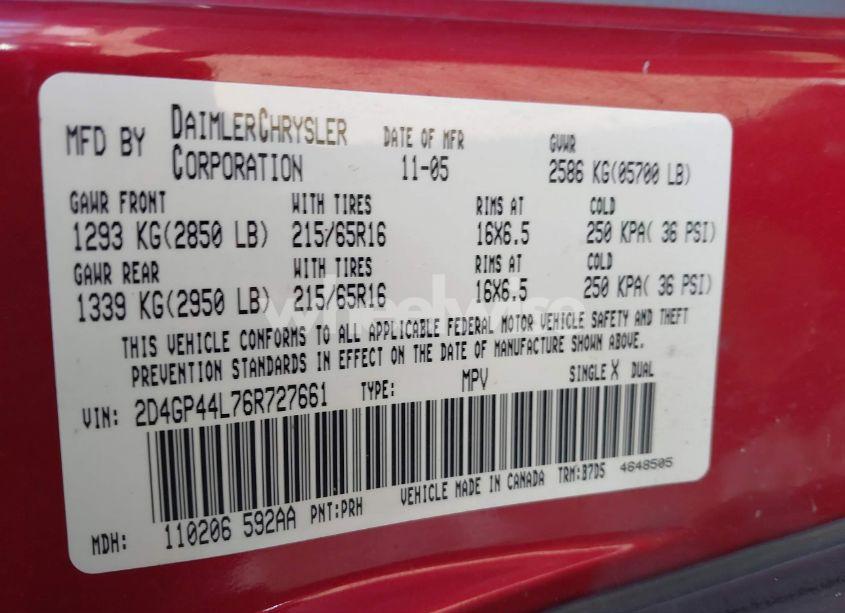 MFD BY DAIMLERCHRYSLER CORPORATION DATE OF MFR 11-05 GVWR 2586 KG(05700 LB)
GAWR FRONT WITH TIRES RIMS AT COLD
1293 KG(2850 LB) 215/65R16 16X6.5 250 KPA( 36 PSI)
GAWR REAR WITH TIRES RIMS AT COLD
1339 KG(2950 LB) 215/65R16 16X6.5 250 KPA( 36 PSI)
THIS VEHICLE CONFORMS TO ALL APPLICABLE FEDERAL MOTOR VEHICLE SAFETY AND THEFT
PREVENTION STANDARDS IN EFFECT ON THE DATE OF MANUFACTURE SHOWN ABOVE.
VIN: 2D4GP44L76R727661 TYPE: MPV SINGLE X DUAL
MDH: 110206 592AA PNT:PRH VEHICLE MADE IN CANADA TRM:B7D5 4648505